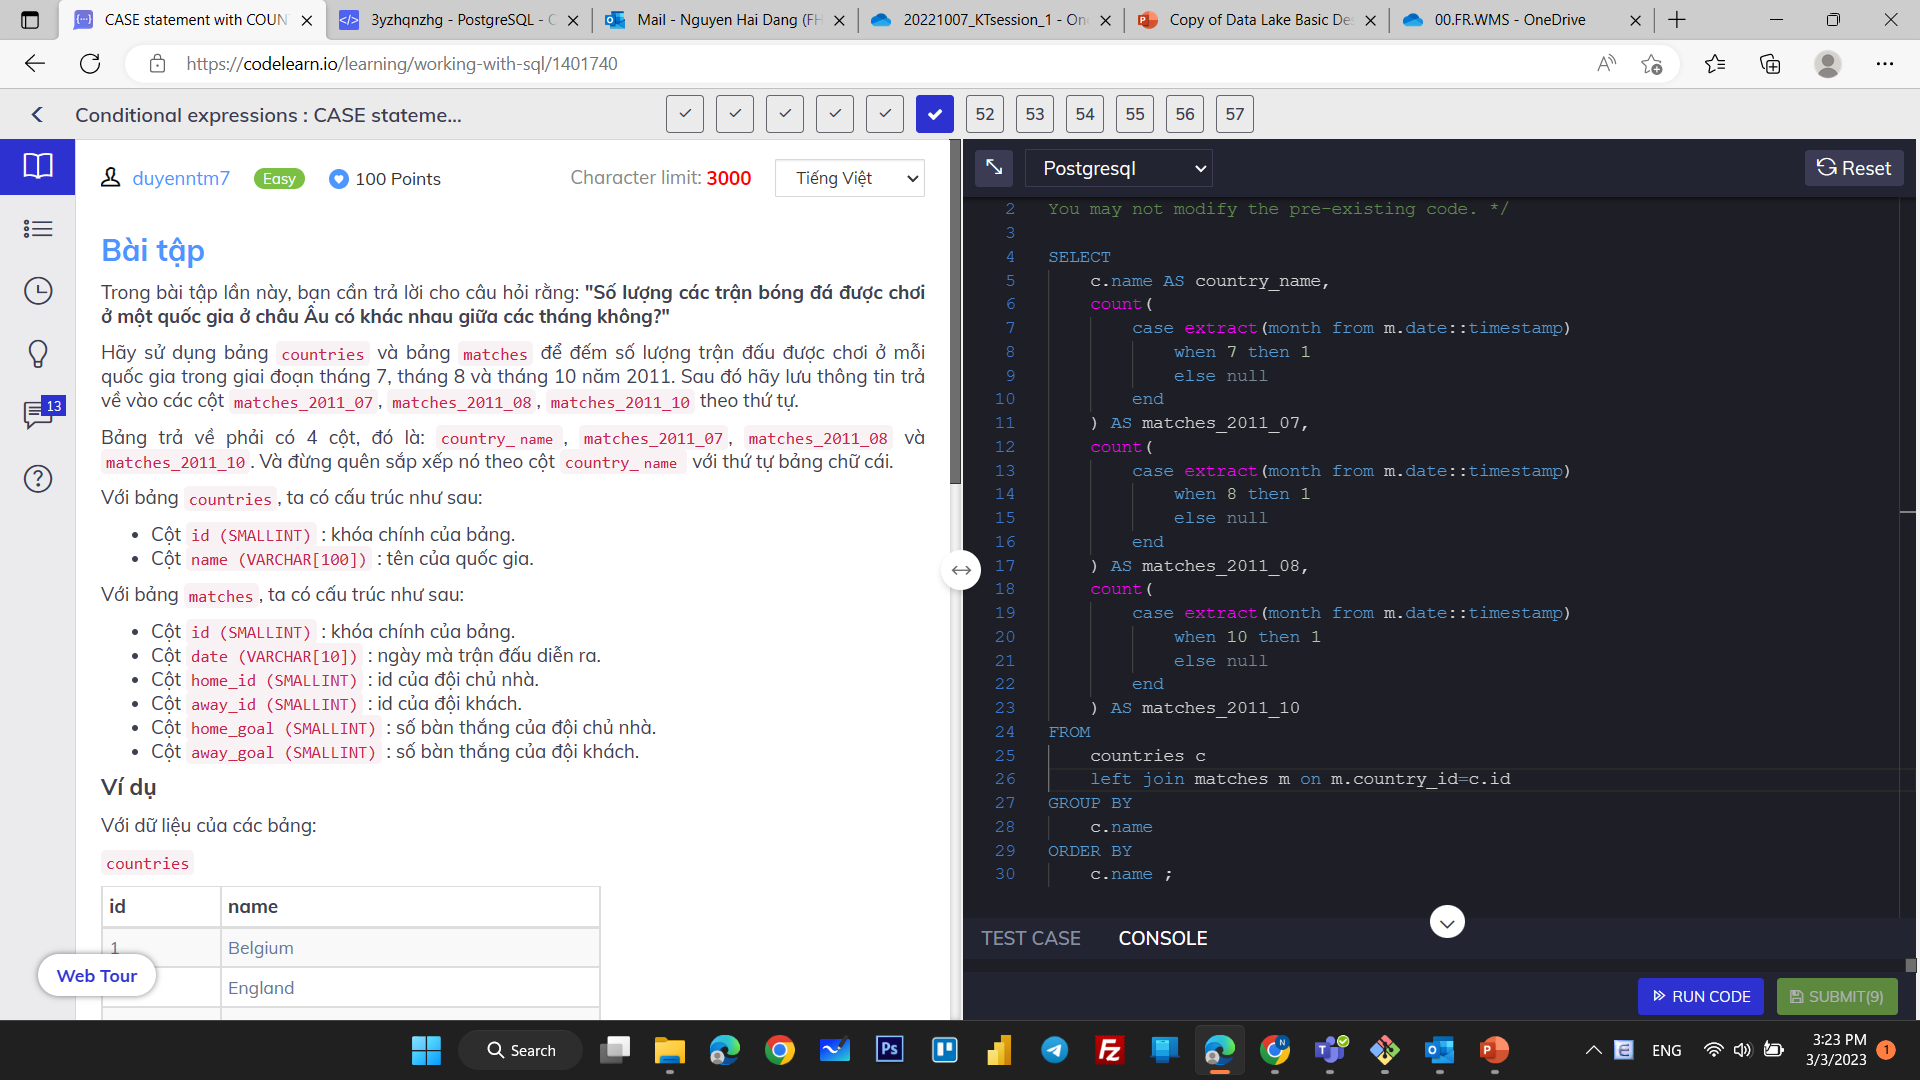 CASE statement with COUN
3yzhqnzhg - PostgreSQL - C
Mail - Nguyen Hai Dang (FH
20221007_KTsession_1 - On
Copy of Data Lake Basic Des
00.FR.WMS - OneDrive
https://codelearn.io/learning/working-with-sql/1401740
Conditional expressions : CASE stateme...
52
53
54
55
56
57
duyenntm7
Easy
100 Points
Character limit: 3000
Tiếng Việt
Bài tập
Trong bài tập lần này, bạn cần trả lời cho câu hỏi rằng: "Số lượng các trận bóng đá được chơi
ở một quốc gia ở châu Âu có khác nhau giữa các tháng không?"
Hãy sử dụng bảng countries và bảng matches để đếm số lượng trận đấu được chơi ở mỗi
quốc gia trong giai đoạn tháng 7, tháng 8 và tháng 10 năm 2011. Sau đó hãy lưu thông tin trả
về vào các cột matches_2011_07, matches_2011_08, matches_2011_10 theo thứ tự.
Bảng trả về phải có 4 cột, đó là: country_ name , matches_2011_07, matches_2011_08 và
matches_2011_10. Và đừng quên sắp xếp nó theo cột country_ name với thứ tự bảng chữ cái.
Với bảng countries, ta có cấu trúc như sau:
• Cột id (SMALLINT) : khóa chính của bảng.
• Cột name (VARCHAR[100]) : tên của quốc gia.
Với bảng matches, ta có cấu trúc như sau:
• Cột id (SMALLINT) : khóa chính của bảng.
• Cột date (VARCHAR[10]) : ngày mà trận đấu diễn ra.
• Cột home_id (SMALLINT) : id của đội chủ nhà.
• Cột away_id (SMALLINT) : id của đội khách.
• Cột home_goal (SMALLINT) : số bàn thắng của đội chủ nhà.
• Cột away_goal (SMALLINT) : số bàn thắng của đội khách.
Ví dụ
Với dữ liệu của các bảng:
countries
id name
1 Belgium
England
Web Tour
13
Postgresql
Reset
2 You may not modify the pre-existing code. */
3
4 SELECT
5 c.name AS country_name,
6 count(
7 case extract(month from m.date::timestamp)
8 when 7 then 1
9 else null
10 end
11 ) AS matches_2011_07,
12 count(
13 case extract(month from m.date::timestamp)
14 when 8 then 1
15 else null
16 end
17 ) AS matches_2011_08,
18 count(
19 case extract(month from m.date::timestamp)
20 when 10 then 1
21 else null
22 end
23 ) AS matches_2011_10
24 FROM
25 countries c
26 left join matches m on m.country_id=c.id
27 GROUP BY
28 c.name
29 ORDER BY
30 c.name ;
TEST CASE
CONSOLE
RUN CODE
SUBMIT(9)
Search
Ps
ENG
3:23 PM
3/3/2023
1